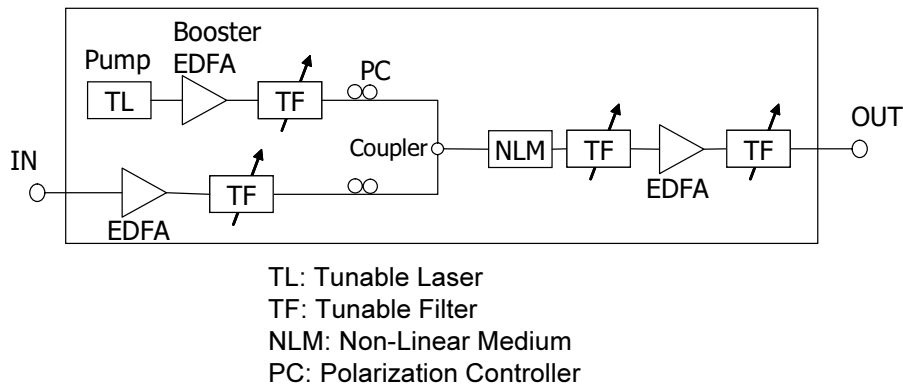 Booster
Pump EDFA PC
TL TF
Coupler NLM TF TF OUT
EDFA
IN
TF
EDFA
TL: Tunable Laser
TF: Tunable Filter
NLM: Non-Linear Medium
PC: Polarization Controller